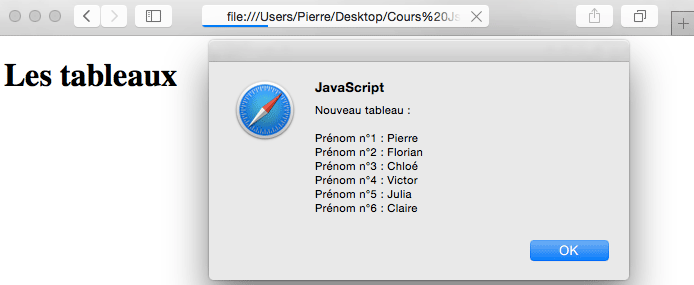 file:///Users/Pierre/Desktop/Cours%20Js
Les tableaux
JavaScript
Nouveau tableau :
Prénom n°1 : Pierre
Prénom n°2 : Florian
Prénom n°3 : Chloé
Prénom n°4 : Victor
Prénom n°5 : Julia
Prénom n°6 : Claire
OK